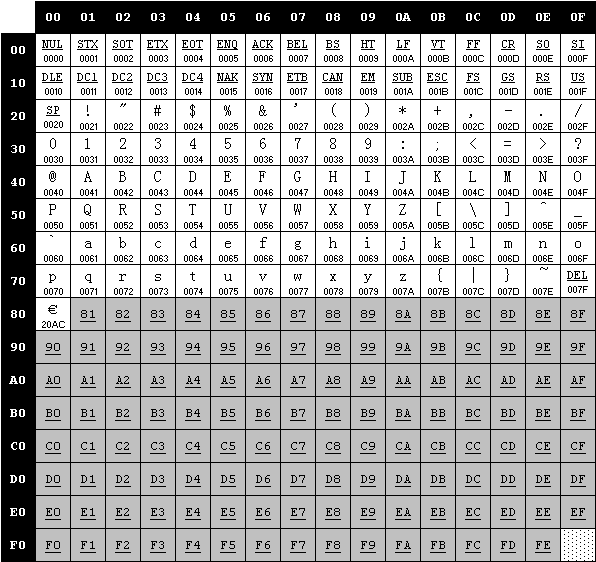 00 01 02 03 04 05 06 07 08 09 0A 0B 0C 0D 0E 0F
00 NUL STX SOT ETX EOT ENQ ACK BEL BS HT LF VT FF CR SO SI
0000 0001 0002 0003 0004 0005 0006 0007 0008 0009 000A 000B 000C 000D 000E 000F
10 DLE DC1 DC2 DC3 DC4 NAK SYN ETB CAN EM SUB ESC FS GS RS US
0010 0011 0012 0013 0014 0015 0016 0017 0018 0019 001A 001B 001C 001D 001E 001F
20 SP ! " # $ % & ' ( ) * + , - . /
0020 0021 0022 0023 0024 0025 0026 0027 0028 0029 002A 002B 002C 002D 002E 002F
30 0 1 2 3 4 5 6 7 8 9 : ; < = > ?
0030 0031 0032 0033 0034 0035 0036 0037 0038 0039 003A 003B 003C 003D 003E 003F
40 @ A B C D E F G H I J K L M N O
0040 0041 0042 0043 0044 0045 0046 0047 0048 0049 004A 004B 004C 004D 004E 004F
50 P Q R S T U V W X Y Z [ \ ] ^ _
0050 0051 0052 0053 0054 0055 0056 0057 0058 0059 005A 005B 005C 005D 005E 005F
60 ` a b c d e f g h i j k l m n o
0060 0061 0062 0063 0064 0065 0066 0067 0068 0069 006A 006B 006C 006D 006E 006F
70 p q r s t u v w x y z { | } ~ DEL
0070 0071 0072 0073 0074 0075 0076 0077 0078 0079 007A 007B 007C 007D 007E 007F
80 € 81 82 83 84 85 86 87 88 89 8A 8B 8C 8D 8E 8F
20AC
90 90 91 92 93 94 95 96 97 98 99 9A 9B 9C 9D 9E 9F
A0 A0 A1 A2 A3 A4 A5 A6 A7 A8 A9 AA AB AC AD AE AF
B0 B0 B1 B2 B3 B4 B5 B6 B7 B8 B9 BA BB BC BD BE BF
C0 C0 C1 C2 C3 C4 C5 C6 C7 C8 C9 CA CB CC CD CE CF
D0 D0 D1 D2 D3 D4 D5 D6 D7 D8 D9 DA DB DC DD DE DF
E0 E0 E1 E2 E3 E4 E5 E6 E7 E8 E9 EA EB EC ED EE EF
F0 F0 F1 F2 F3 F4 F5 F6 F7 F8 F9 FA FB FC FD FE